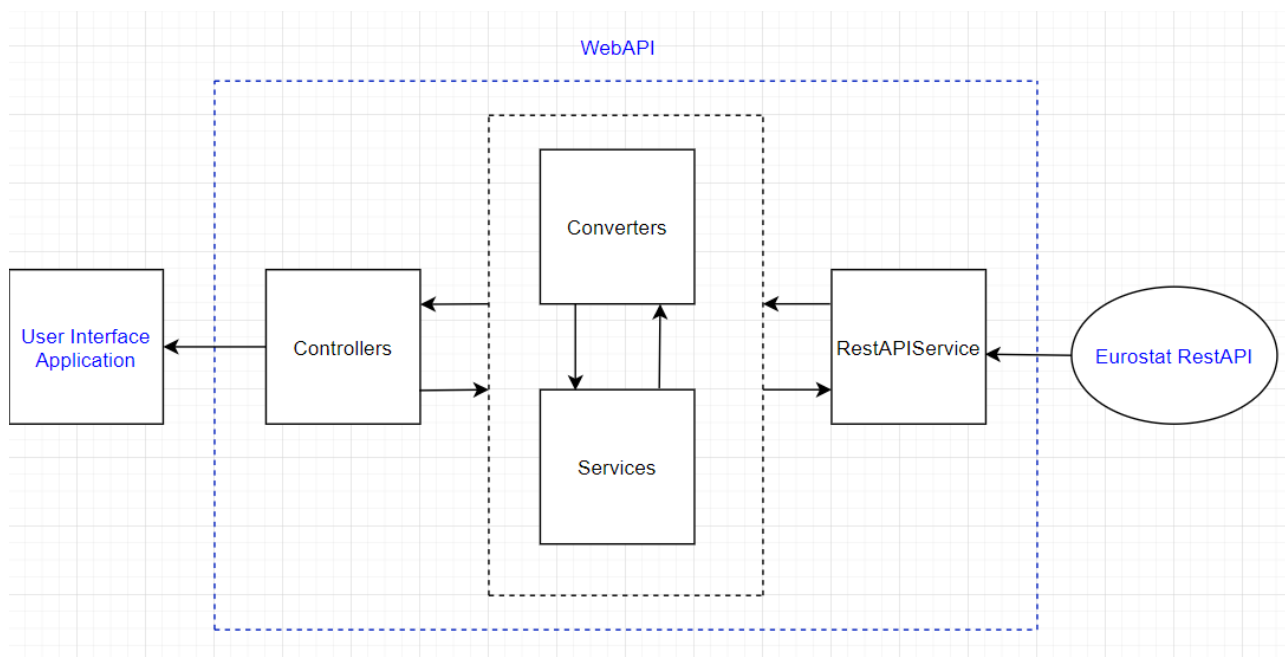 WebAPI
Converters
User Interface
Application
Controllers
RestAPIService
Eurostat RestAPI
Services